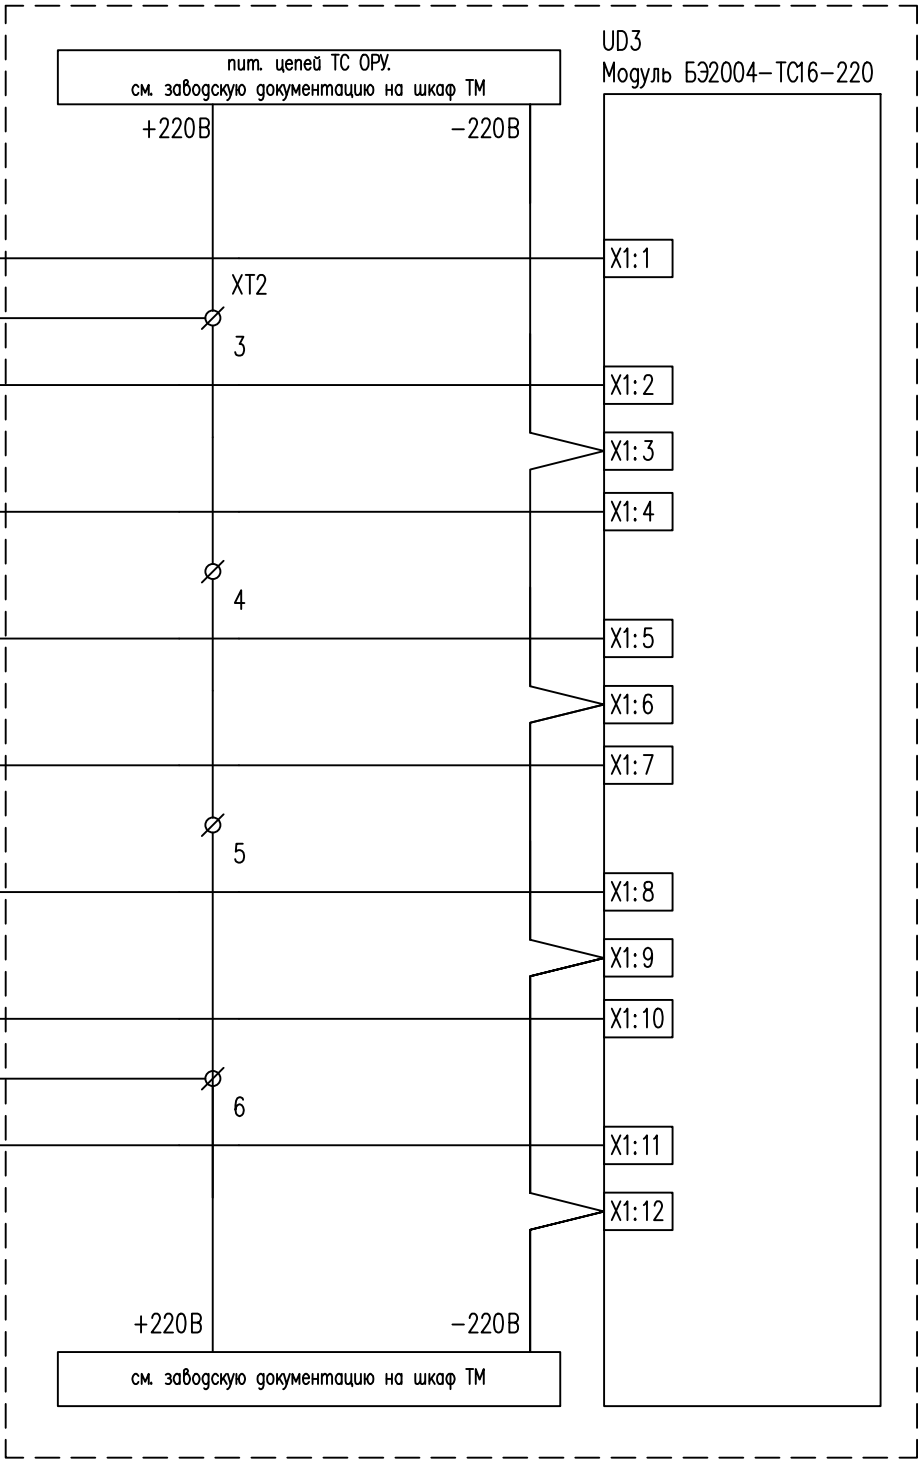 пит. цепей ТС ОРУ.
см. заводскую документацию на шкаф ТМ
UD3
Модуль БЭ2004-ТС16-220
+220В
-220В
X1:1
XT2
3
X1:2
X1:3
X1:4
4
X1:5
X1:6
X1:7
5
X1:8
X1:9
X1:10
6
X1:11
X1:12
+220В
-220В
см. заводскую документацию на шкаф ТМ